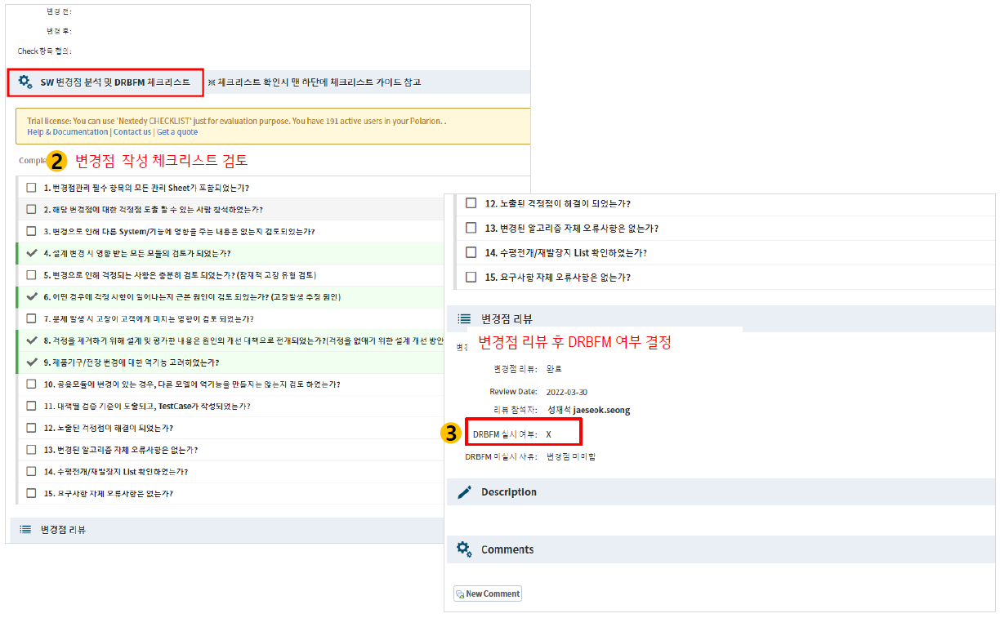 변경 전:
변경 후:
Check 항목 협의:
SW 변경점 분석 및 DRBFM 체크리스트 ※ 체크리스트 확인시 맨 하단에 체크리스트 가이드 참고
Trial license: You can use 'Nextedy CHECKLIST' just for evaluation purpose. You have 191 active users in your Polarion. .
Help & Documentation | Contact us | Get a quote
Comple
2 변경점 작성 체크리스트 검토
1. 변경점관리 필수 항목의 모든 관리 Sheet가 포함되었는가?
2. 해당 변경점에 대한 걱정점 도출 할 수 있는 사람 참석하였는가?
3. 변경으로 인해 다른 System/기능에 영향을 주는 내용은 없는지 검토되었는가?
4. 설계 변경 시 영향 받는 모든 모듈의 검토가 되었는가?
5. 변경으로 인해 걱정되는 사항은 충분히 검토 되었는가? (잠재적 고장 유형 검토)
6. 어떤 경우에 걱정 사항이 일어나는지 근본 원인이 검토 되었는가? (고장발생 추정 원인)
7. 문제 발생 시 고장이 고객에게 미치는 영향이 검토 되었는가?
8. 걱정을 제거하기 위해 설계 및 평가한 내용은 원인의 개선 대책으로 전개되었는가?(걱정을 없애기 위한 설계 개선 방안
9. 제품기구/전장 변경에 대한 역기능 고려하였는가?
10. 공용모듈에 변경이 있는 경우, 다른 모델에 역기능을 만들지는 않는지 검토 하였는가?
11. 대책별 검증 기준이 도출되고, TestCase가 작성되었는가?
12. 노출된 걱정점이 해결이 되었는가?
13. 변경된 알고리즘 자체 오류사항은 없는가?
14. 수평전개/재발장지 List 확인하였는가?
15. 요구사항 자체 오류사항은 없는가?
변경점 리뷰
12. 노출된 걱정점이 해결이 되었는가?
13. 변경된 알고리즘 자체 오류사항은 없는가?
14. 수평전개/재발장지 List 확인하였는가?
15. 요구사항 자체 오류사항은 없는가?
변경점 리뷰
변경점 리뷰 후 DRBFM 여부 결정
변경점 리뷰: 완료
Review Date: 2022-03-30
리뷰 참석자: 성재석 jaeseok.seong
3 DRBFM 실시 여부: X
DRBFM 미실시 사유: 변경점 미미함
Description
Comments
New Comment